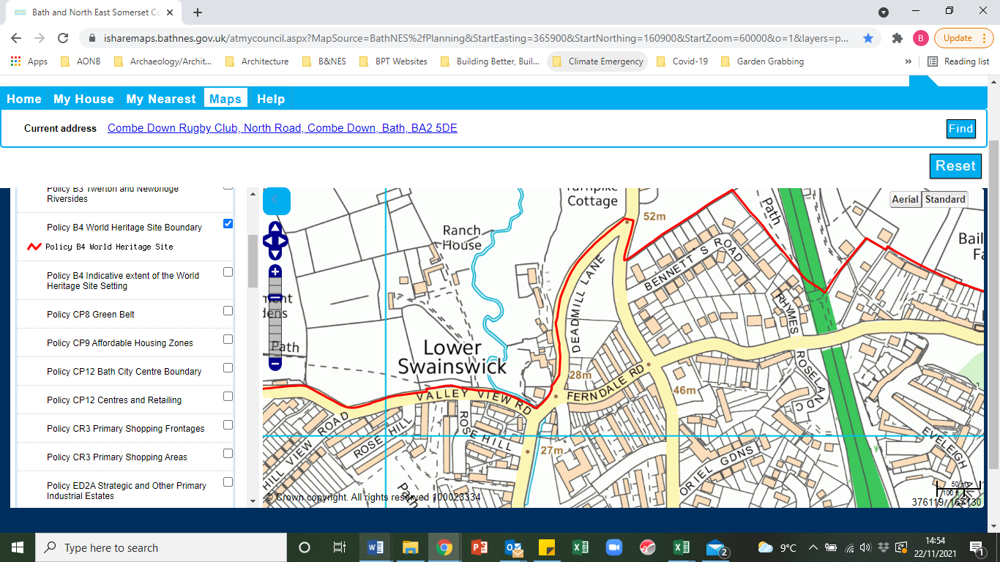 Bath and North East Somerset Co
isharemaps.bathnes.gov.uk/atmycouncil.aspx?MapSource=BathNES%2fPlanning&StartEasting=365900&StartNorthing=160900&StartZoom=60000&o=1&layers=p...
B
Update
Apps AONB Archaeology/Archit... Architecture B&NES BPT Websites Building Better, Buil... Climate Emergency Covid-19 Garden Grabbing » Reading list
Home My House My Nearest Maps Help
Current address Combe Down Rugby Club, North Road, Combe Down, Bath, BA2 5DE
Find
Reset
Policy B3 Twerton and Newbridge
Riversides
Policy B4 World Heritage Site Boundary
Policy B4 World Heritage Site
Policy B4 Indicative extent of the World
Heritage Site Setting
Policy CP8 Green Belt
Policy CP9 Affordable Housing Zones
Policy CP12 Bath City Centre Boundary
Policy CP12 Centres and Retailing
Policy CR3 Primary Shopping Frontages
Policy CR3 Primary Shopping Areas
Policy ED2A Strategic and Other Primary
Industrial Estates
Aerial Standard
Turnpike
Cottage
52m
Path
Ranch
House
Bail
BENNETT'S ROAD
DEADMILL LANE
RHYMES
Path
Lower
Swainswick
28m
VALLEY VIEW RD
FERNDALE RD
46m
ROSELAND
HILL VIEW ROAD
ROSE HILL
ROSE HILL
27m
ORIEL GDNS
EVELEIGH
Path
© Crown copyright. All rights reserved 100023334
50 m
100 ft
376119/ 167130
Type here to search
2
9°C
14:54
22/11/2021
1